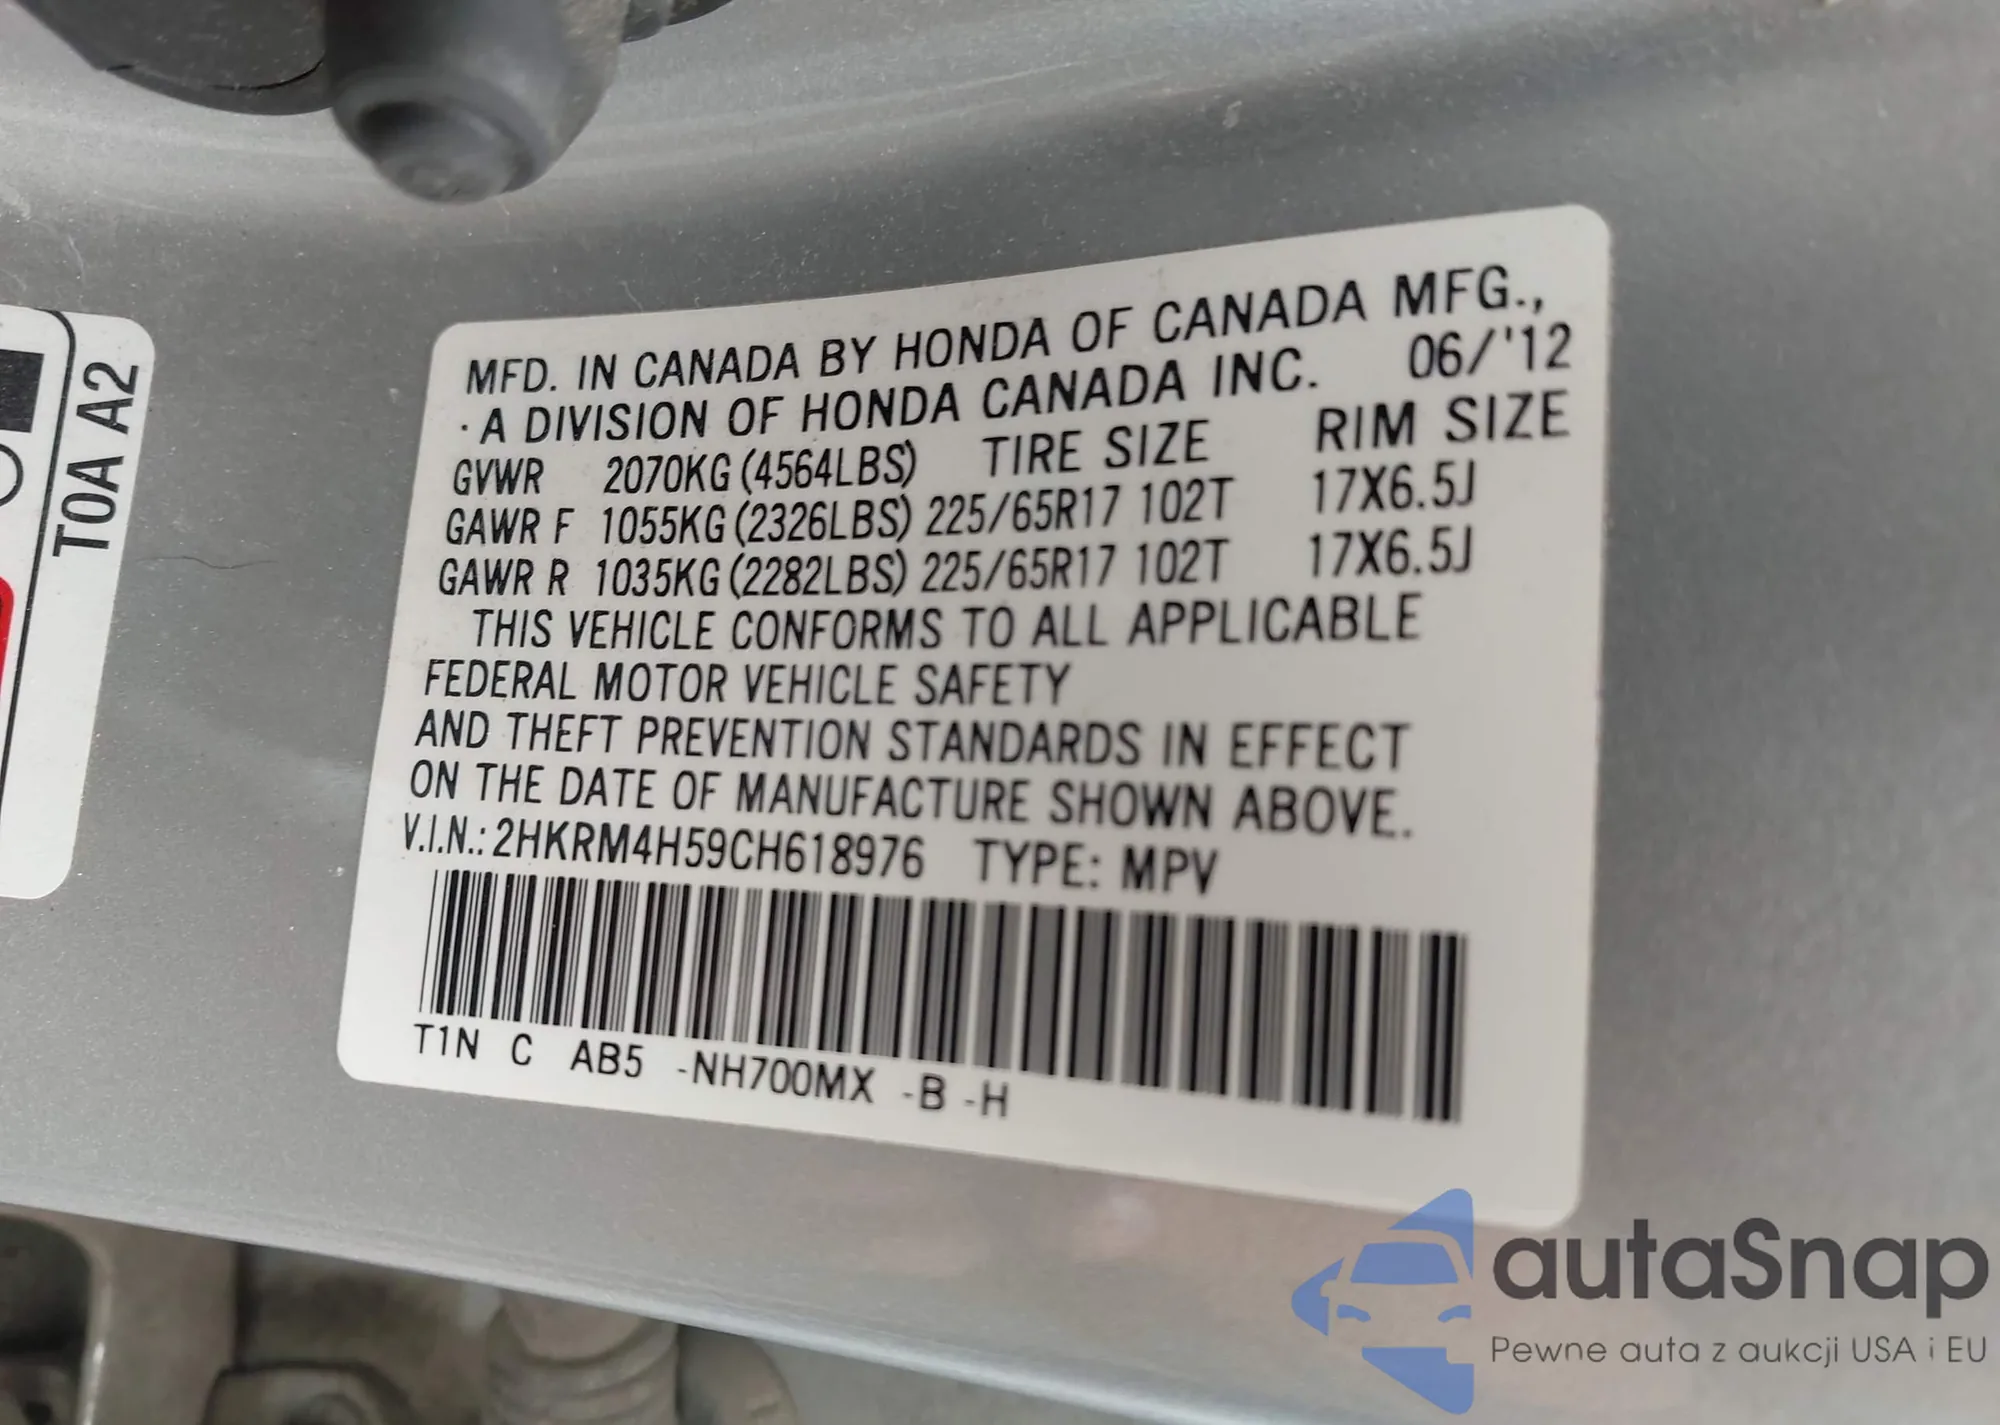 T0A A2
MFD. IN CANADA BY HONDA OF CANADA MFG.,
·A DIVISION OF HONDA CANADA INC. 06/'12
GVWR 2070KG (4564LBS) TIRE SIZE RIM SIZE
GAWR F 1055KG (2326LBS) 225/65R17 102T 17X6.5J
GAWR R 1035KG (2282LBS) 225/65R17 102T 17X6.5J
THIS VEHICLE CONFORMS TO ALL APPLICABLE
FEDERAL MOTOR VEHICLE SAFETY
AND THEFT PREVENTION STANDARDS IN EFFECT
ON THE DATE OF MANUFACTURE SHOWN ABOVE.
V.I.N.: 2HKRM4H59CH618976 TYPE: MPV
T1N C AB5 -NH700MX -B -H
autaSnap
Pewne auta z aukcji USA i EU